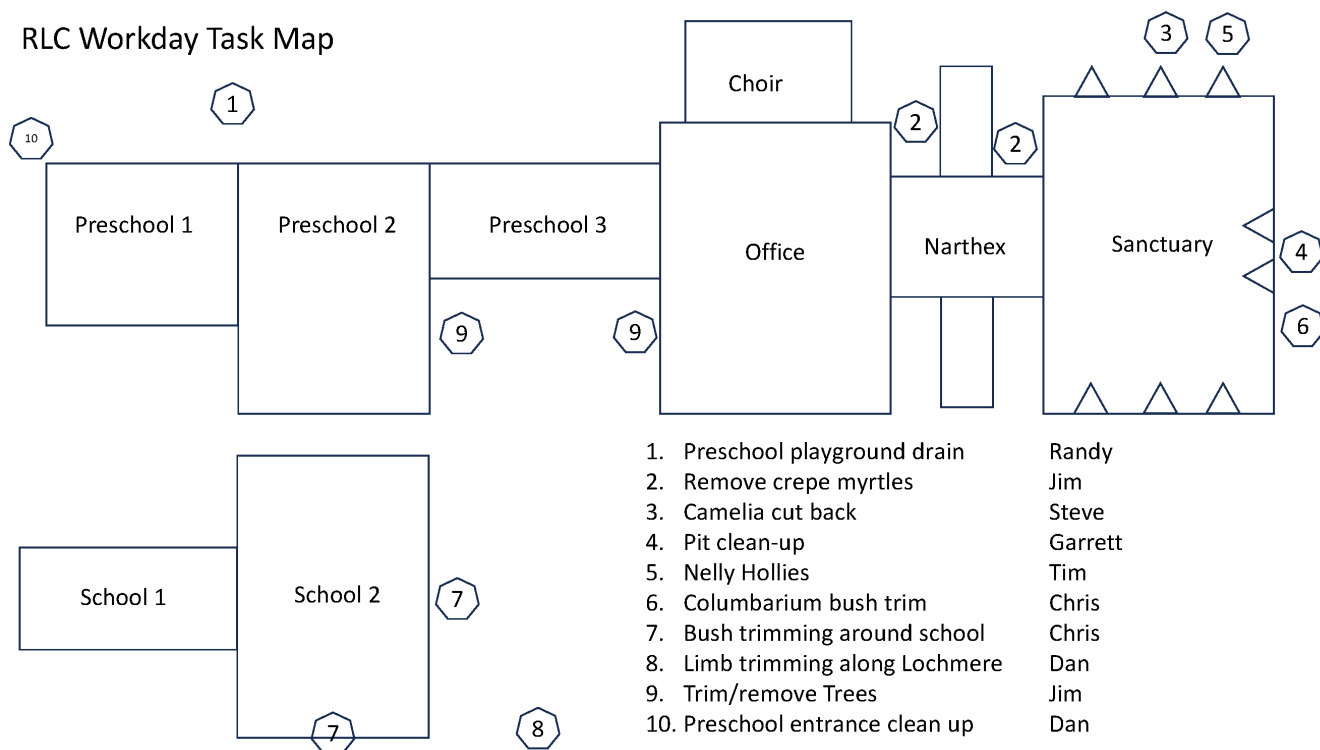 RLC Workday Task Map
3
5
Choir
1
2
10
2
Preschool 1
Preschool 2
Preschool 3
Office
Narthex
Sanctuary
4
9
9
6
1. Preschool playground drain Randy
2. Remove crepe myrtles Jim
3. Camelia cut back Steve
4. Pit clean-up Garrett
5. Nelly Hollies Tim
6. Columbarium bush trim Chris
7. Bush trimming around school Chris
8. Limb trimming along Lochmere Dan
9. Trim/remove Trees Jim
10. Preschool entrance clean up Dan
School 1
School 2
7
7
8